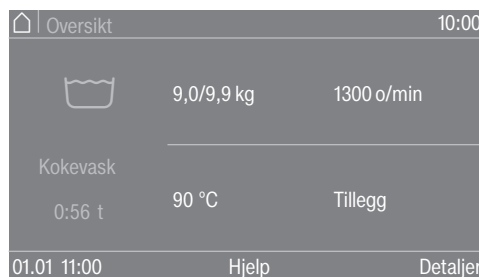 Oversikt 10:00
9,0/9,9 kg 1300 o/min
Kokevask
0:56 t
90 °C Tillegg
01.01 11:00 Hjelp Detaljer